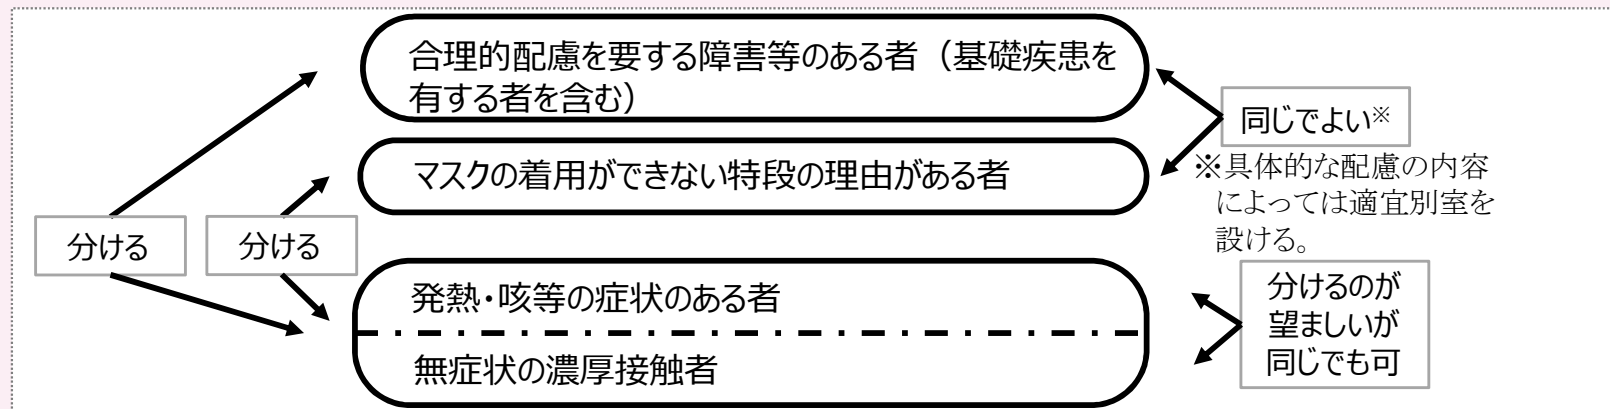 合理的配慮を要する障害等のある者（基礎疾患を
有する者を含む）
同じでよい※
マスクの着用ができない特段の理由がある者
※具体的な配慮の内容
によっては適宜別室を
設ける。
分ける
分ける
発熱・咳等の症状のある者
無症状の濃厚接触者
分けるのが
望ましいが
同じでも可